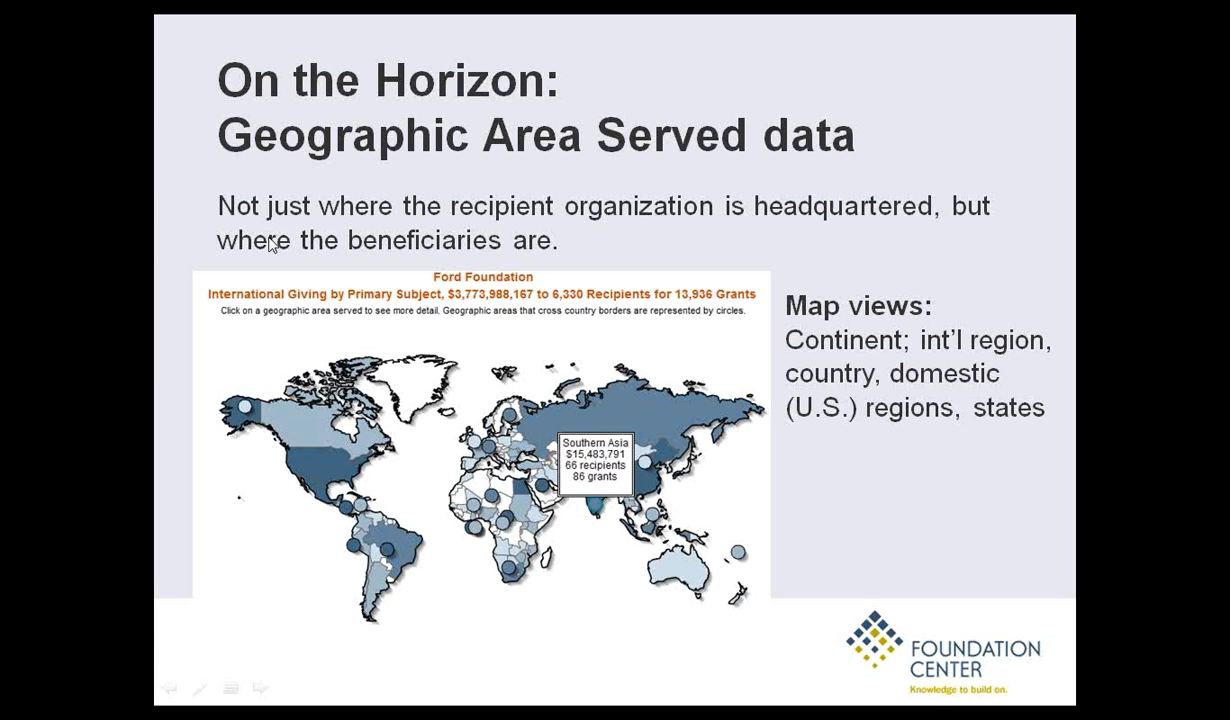 On the Horizon:
Geographic Area Served data
Not just where the recipient organization is headquartered, but
where the beneficiaries are.
Ford Foundation
International Giving by Primary Subject, $3,773,988,167 to 6,330 Recipients for 13,936 Grants
Click on a geographic area served to see more detail. Geographic areas that cross country borders are represented by circles.
Southern Asia
$15,483,791
66 recipients
86 grants
Map views:
Continent; int'l region,
country, domestic
(U.S.) regions, states
FOUNDATION
CENTER
Knowledge to build on.